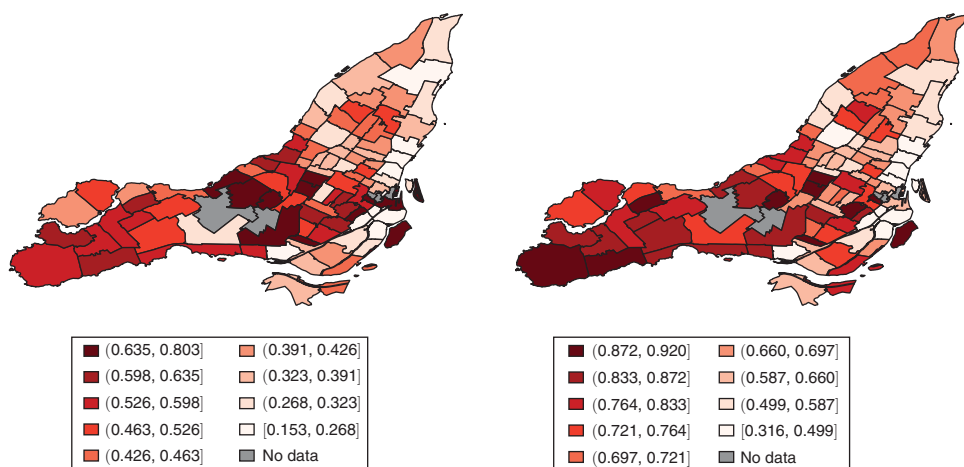 (0.635, 0.803] (0.391, 0.426]
(0.598, 0.635] (0.323, 0.391]
(0.526, 0.598] (0.268, 0.323]
(0.463, 0.526] [0.153, 0.268]
(0.426, 0.463] No data
(0.872, 0.920] (0.660, 0.697]
(0.833, 0.872] (0.587, 0.660]
(0.764, 0.833] (0.499, 0.587]
(0.721, 0.764] [0.316, 0.499]
(0.697, 0.721] No data